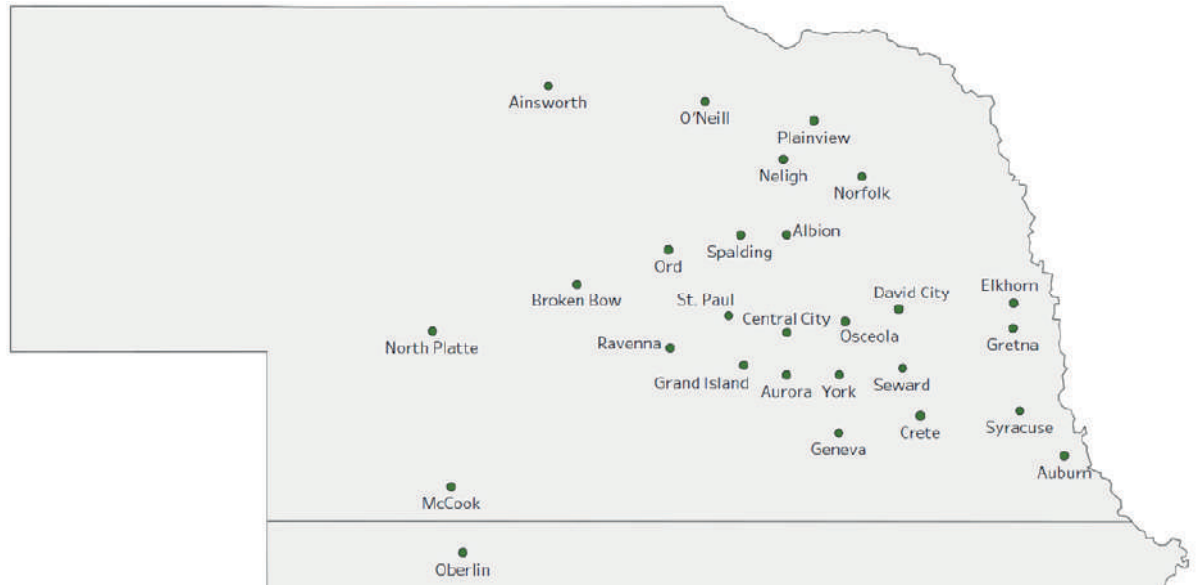 Ainsworth
O'Neill
Plainview
Neligh
Norfolk
Albion
Spalding
Ord
Elkhorn
David City
Broken Bow
St. Paul
Central City
Osceola
Gretna
North Platte
Ravenna
Grand Island
Aurora
York
Seward
Syracuse
Crete
Geneva
Auburn
McCook
Oberlin